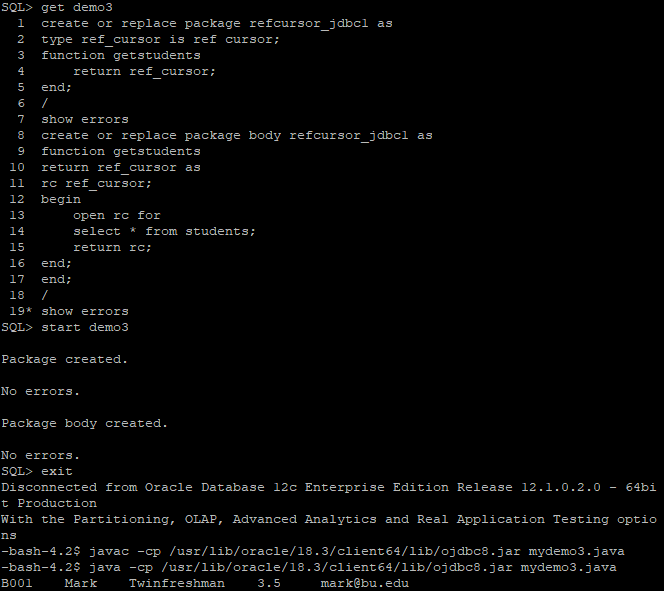 SQL> get demo3
  1  create or replace package refcursor_jdbc1 as
  2  type ref_cursor is ref cursor;
  3  function getstudents
  4      return ref_cursor;
  5  end;
  6  /
  7  show errors
  8  create or replace package body refcursor_jdbc1 as
  9  function getstudents
 10  return ref_cursor as
 11  rc ref_cursor;
 12  begin
 13      open rc for
 14      select * from students;
 15      return rc;
 16  end;
 17  end;
 18  /
 19* show errors
SQL> start demo3
Package created.
No errors.
Package body created.
No errors.
SQL> exit
Disconnected from Oracle Database 12c Enterprise Edition Release 12.1.0.2.0 - 64bi
t Production
With the Partitioning, OLAP, Advanced Analytics and Real Application Testing optio
ns
-bash-4.2$ javac -cp /usr/lib/oracle/18.3/client64/lib/ojdbc8.jar mydemo3.java
-bash-4.2$ java -cp /usr/lib/oracle/18.3/client64/lib/ojdbc8.jar mydemo3.java
B001    Mark    Twinfreshman    3.5     mark@bu.edu